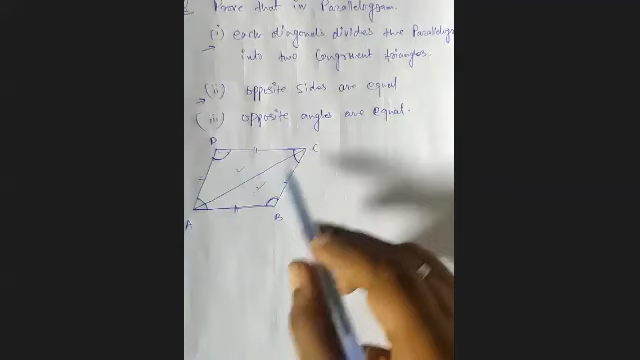 Prove that in Parallelogram.
(i) each diagonals divides the Parallelogr
into two Congruent triangles.
(ii) opposite sides are equal
(iii) opposite angles are equal.
D
C
A
B